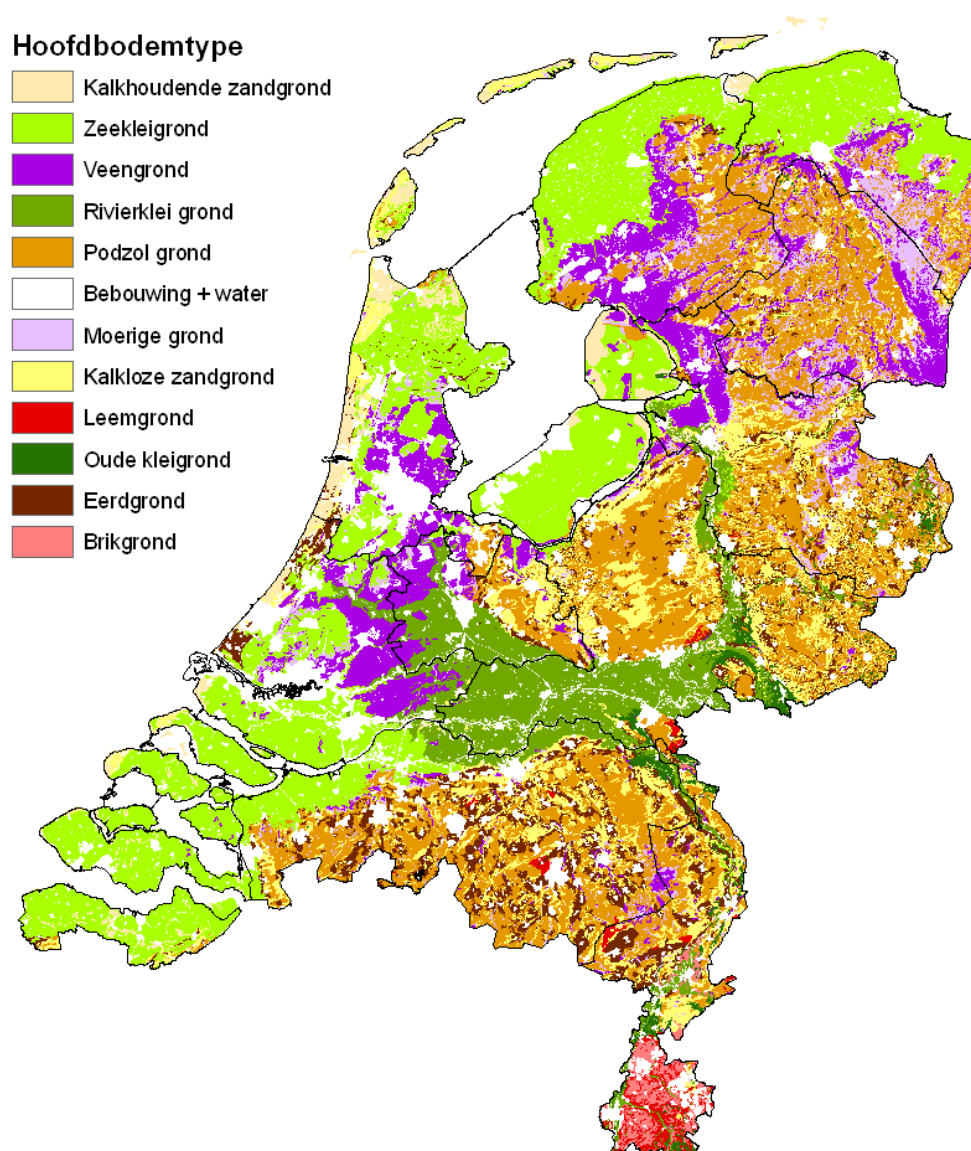 Hoofdbodemtype
Kalkhoudende zandgrond
Zeekleigrond
Veengrond
Rivierklei grond
Podzol grond
Bebouwing + water
Moerige grond
Kalkloze zandgrond
Leemgrond
Oude kleigrond
Eerdgrond
Brikgrond